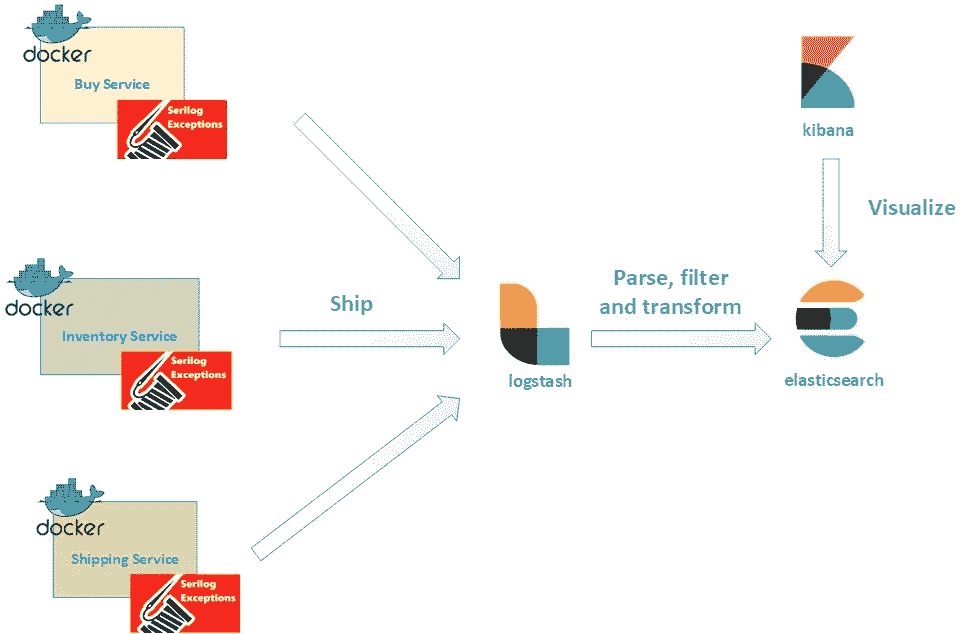 docker
Buy Service
Serilog
Exceptions
kibana
Visualize
docker
Inventory Service
Serilog
Exceptions
Ship
Parse, filter
and transform
logstash
elasticsearch
docker
Shipping Service
Serilog
Exceptions